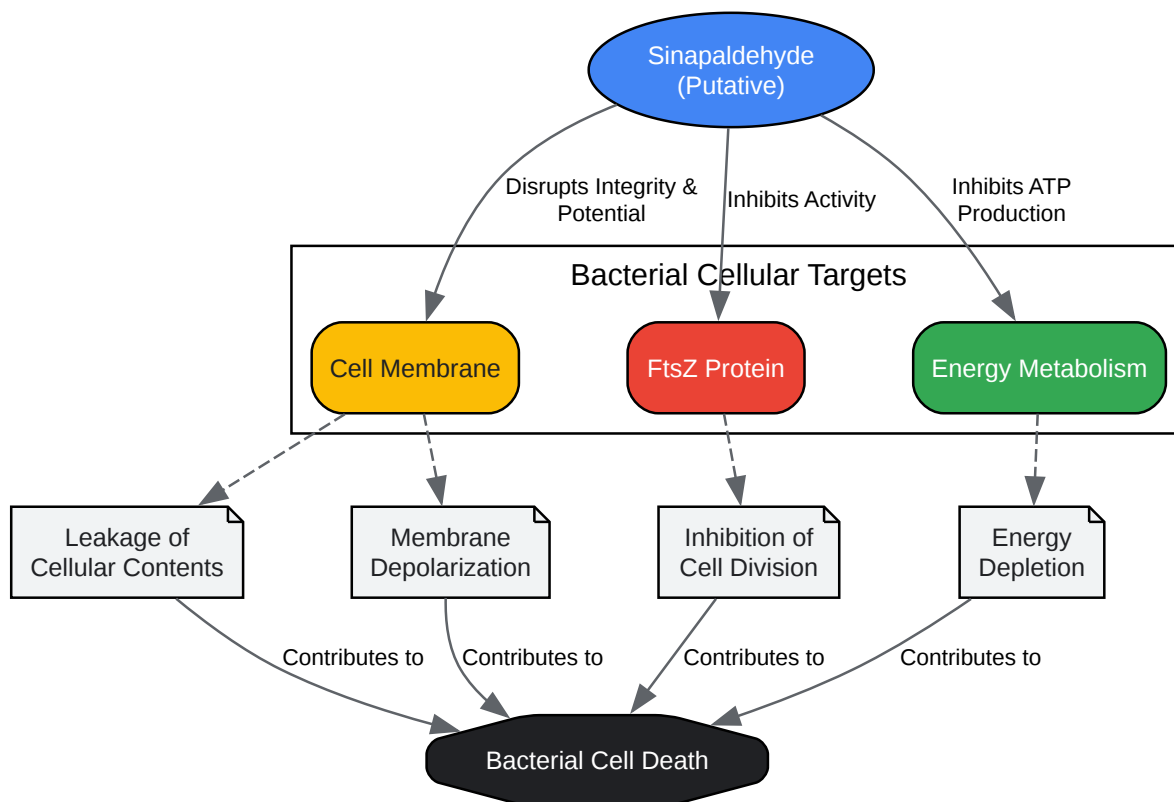 Sinapaldehyde
(Putative)
Disrupts Integrity &
Potential
Inhibits Activity
Inhibits ATP
Production
Bacterial Cellular Targets
Cell Membrane
FtsZ Protein
Energy Metabolism
Leakage of
Cellular Contents
Membrane
Depolarization
Inhibition of
Cell Division
Energy
Depletion
Contributes to
Contributes to
Contributes to
Contributes to
Bacterial Cell Death